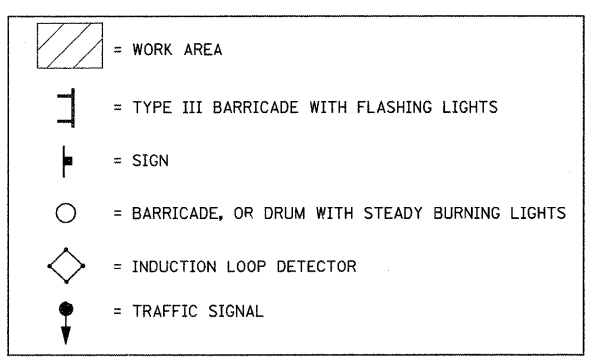 = WORK AREA
= TYPE III BARRICADE WITH FLASHING LIGHTS
= SIGN
= BARRICADE, OR DRUM WITH STEADY BURNING LIGHTS
= INDUCTION LOOP DETECTOR
= TRAFFIC SIGNAL